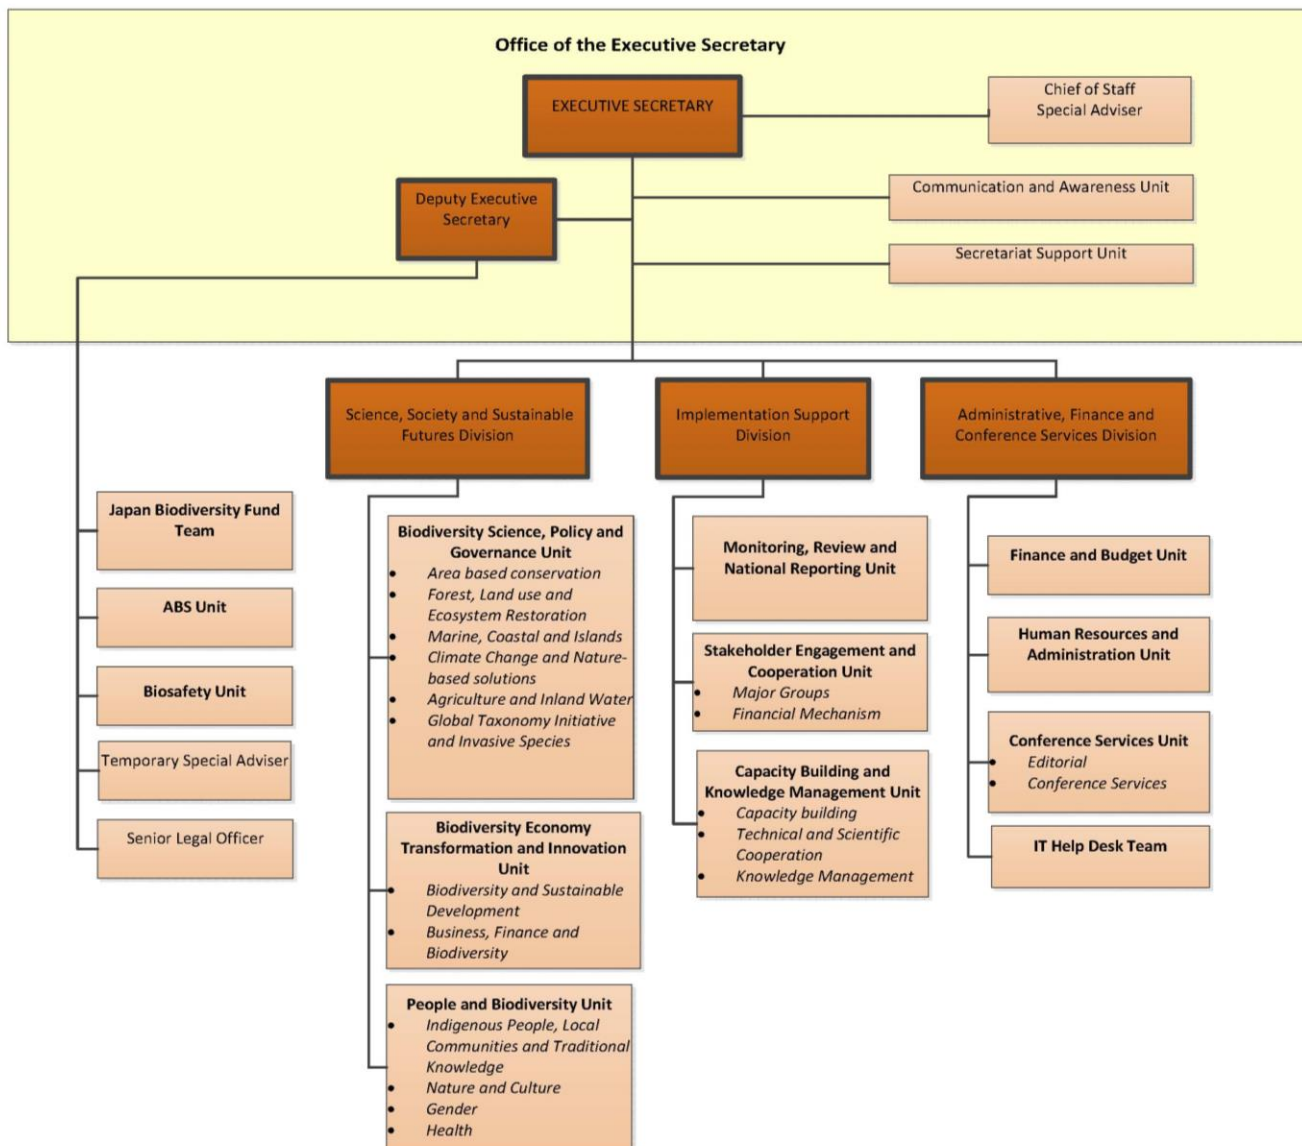 Office of the Executive Secretary
EXECUTIVE SECRETARY
Chief of Staff
Special Adviser
Deputy Executive
Secretary
Communication and Awareness Unit
Secretariat Support Unit
Science, Society and Sustainable
Futures Division
Implementation Support
Division
Administrative, Finance and
Conference Services Division
Japan Biodiversity Fund
Team
ABS Unit
Biosafety Unit
Temporary Special Adviser
Senior Legal Officer
Biodiversity Science, Policy and
Governance Unit
• Area based conservation
• Forest, Land use and
Ecosystem Restoration
• Marine, Coastal and Islands
• Climate Change and Nature-
based solutions
• Agriculture and Inland Water
• Global Taxonomy Initiative
and Invasive Species
Biodiversity Economy
Transformation and Innovation
Unit
• Biodiversity and Sustainable
Development
• Business, Finance and
Biodiversity
People and Biodiversity Unit
• Indigenous People, Local
Communities and Traditional
Knowledge
• Nature and Culture
• Gender
• Health
Monitoring, Review and
National Reporting Unit
Stakeholder Engagement and
Cooperation Unit
• Major Groups
• Financial Mechanism
Capacity Building and
Knowledge Management Unit
• Capacity building
• Technical and Scientific
Cooperation
• Knowledge Management
Finance and Budget Unit
Human Resources and
Administration Unit
Conference Services Unit
• Editorial
• Conference Services
IT Help Desk Team